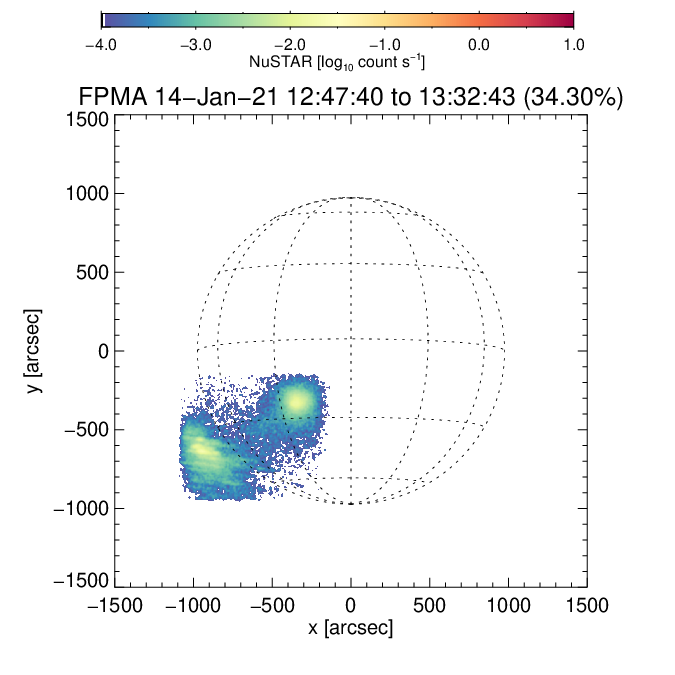 −4.0 −3.0 −2.0 −1.0 0.0 1.0
NuSTAR [log₁₀ count s⁻¹]
FPMA 14−Jan−21 12:47:40 to 13:32:43 (34.30%)
1500
1000
500
0
−500
−1000
−1500
y [arcsec]
−1500 −1000 −500 0 500 1000 1500
x [arcsec]